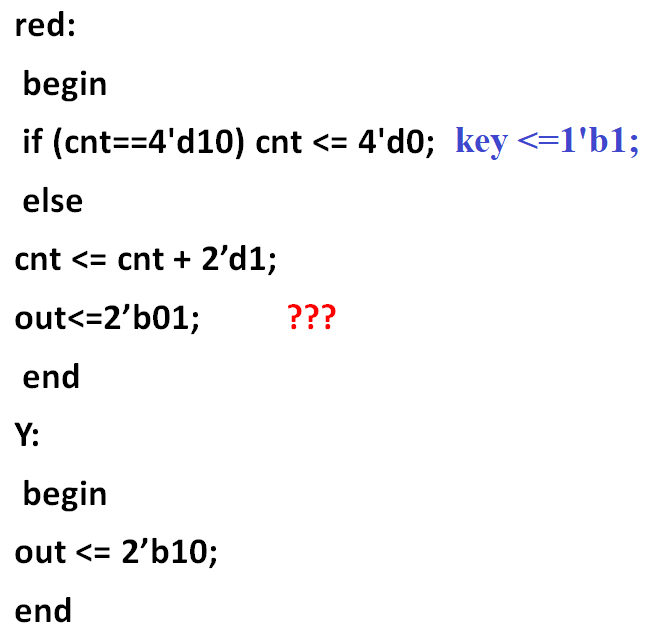 red:
begin
if (cnt==4'd10) cnt <= 4'd0; key <=1'b1;
else
cnt <= cnt + 2’d1;
out<=2’b01; ???
end
Y:
begin
out <= 2’b10;
end